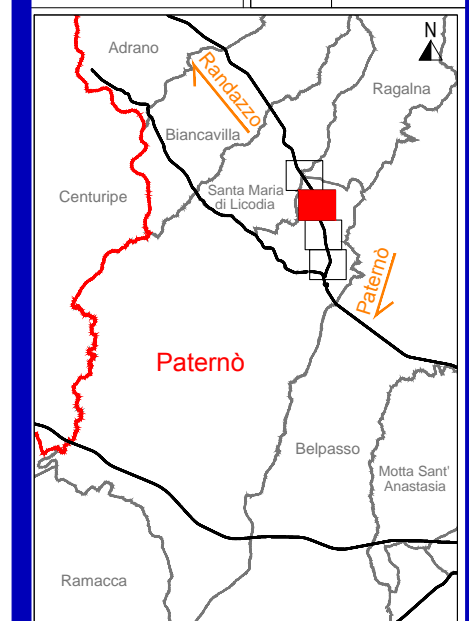 Adrano
N
Randazzo
Ragalna
Biancavilla
Centuripe
Santa Maria
di Licodia
Paternò
Paternò
Belpasso
Motta Sant'
Anastasia
Ramacca